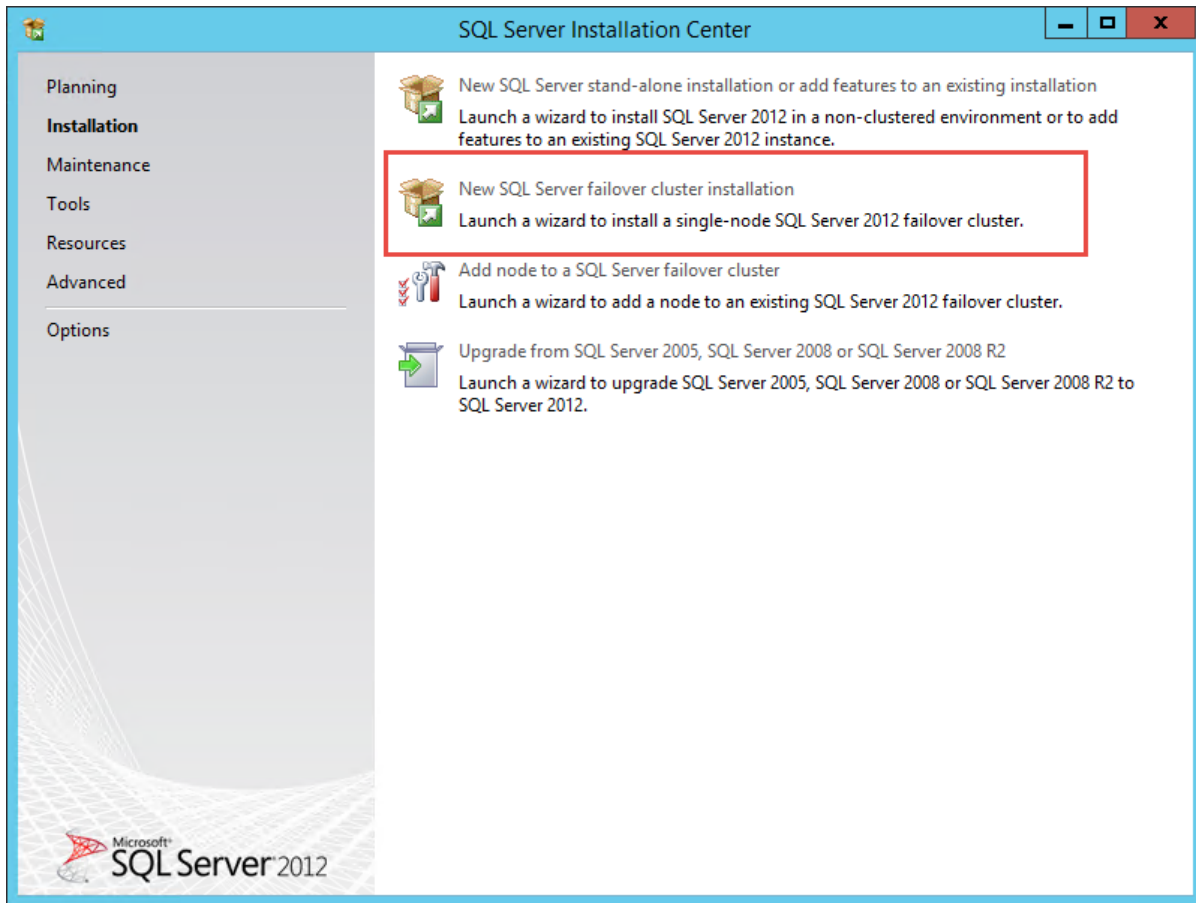 SQL Server Installation Center
Planning
Installation
Maintenance
Tools
Resources
Advanced
Options
New SQL Server stand-alone installation or add features to an existing installation
Launch a wizard to install SQL Server 2012 in a non-clustered environment or to add
features to an existing SQL Server 2012 instance.
New SQL Server failover cluster installation
Launch a wizard to install a single-node SQL Server 2012 failover cluster.
Add node to a SQL Server failover cluster
Launch a wizard to add a node to an existing SQL Server 2012 failover cluster.
Upgrade from SQL Server 2005, SQL Server 2008 or SQL Server 2008 R2
Launch a wizard to upgrade SQL Server 2005, SQL Server 2008 or SQL Server 2008 R2 to
SQL Server 2012.
Microsoft®
SQL Server 2012